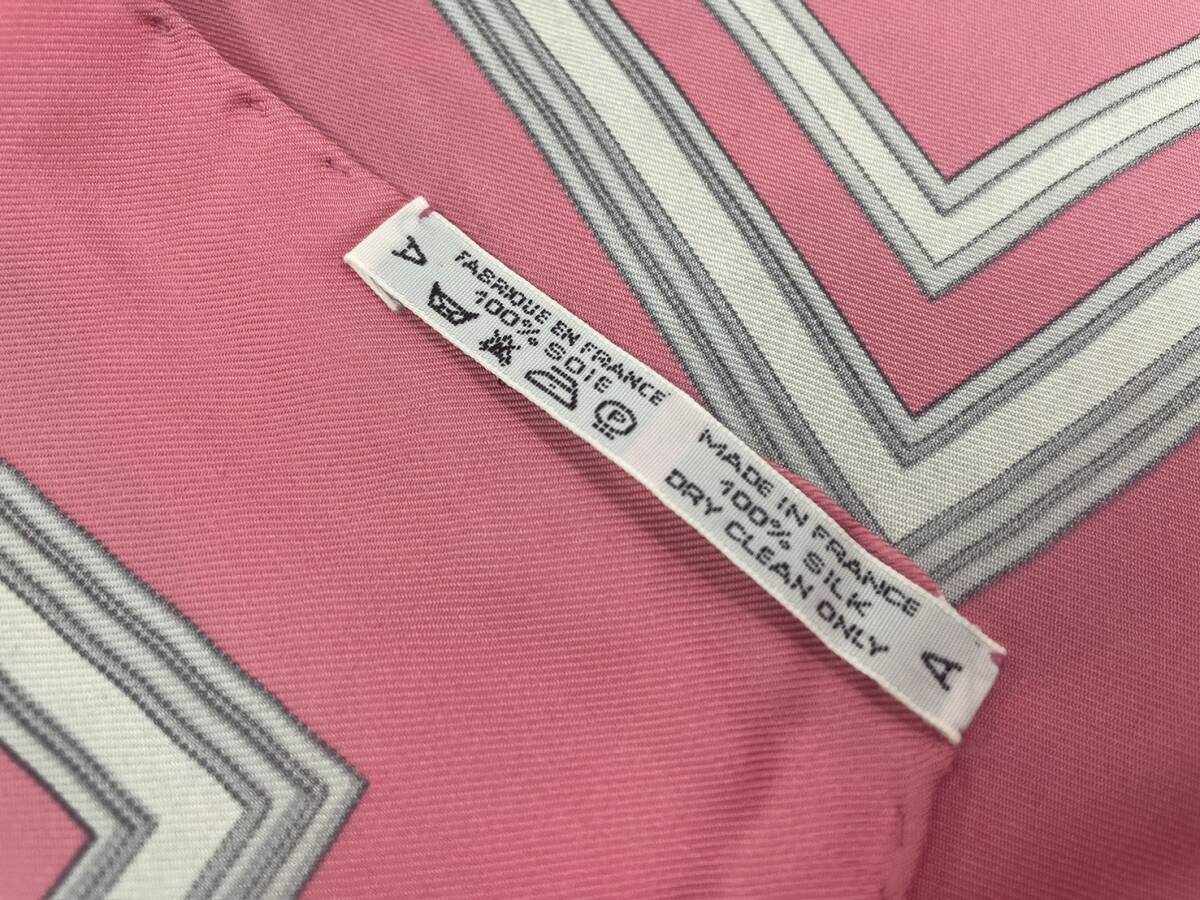 A
FABRIQUE EN FRANCE
100% SOIE
P
MADE IN FRANCE
100% SILK
DRY CLEAN ONLY
A